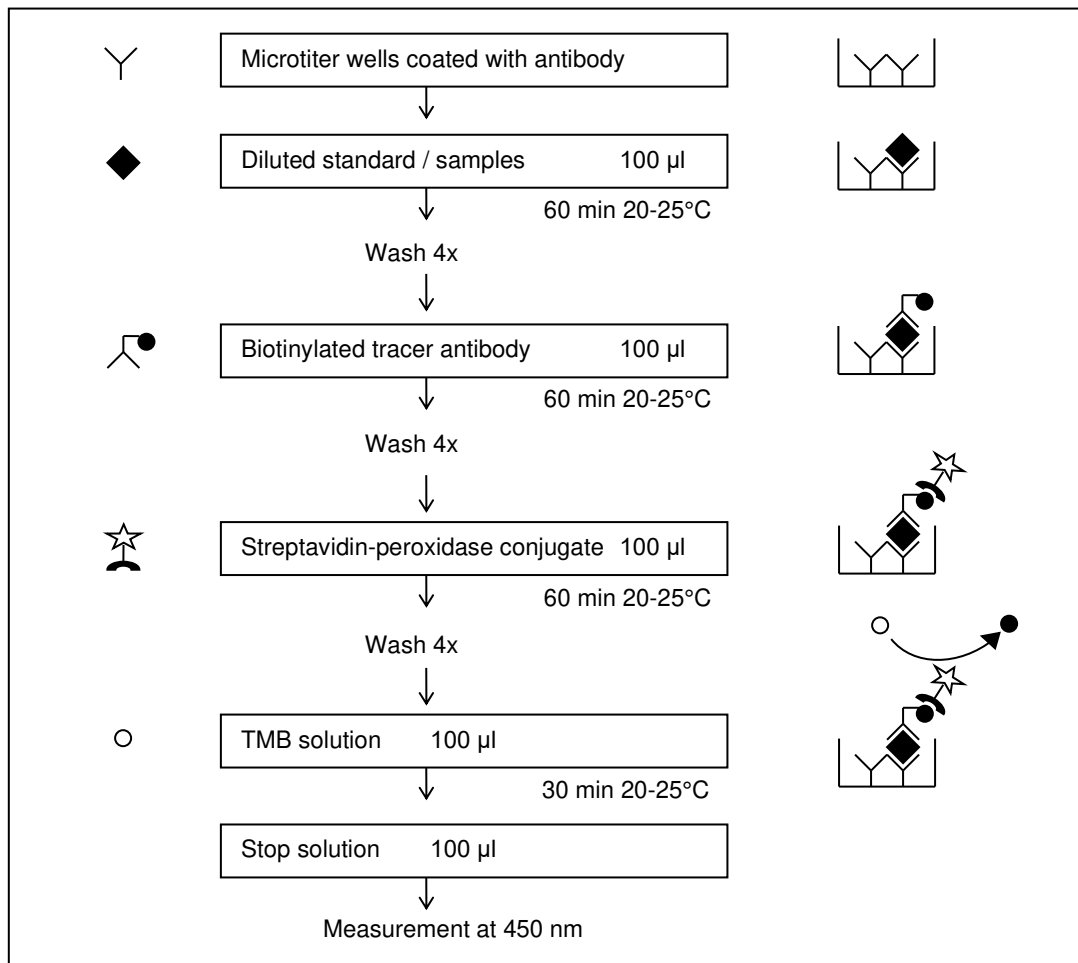 Microtiter wells coated with antibody
Diluted standard / samples 100 µl
60 min 20-25°C
Wash 4x
Biotinylated tracer antibody 100 µl
60 min 20-25°C
Wash 4x
Streptavidin-peroxidase conjugate 100 µl
60 min 20-25°C
Wash 4x
TMB solution 100 µl
30 min 20-25°C
Stop solution 100 µl
Measurement at 450 nm